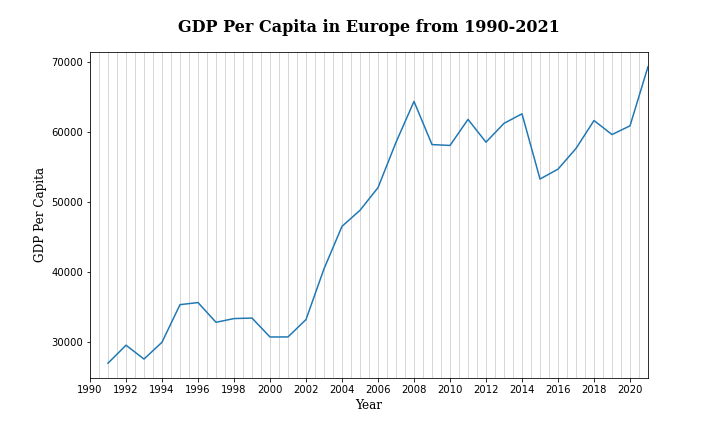 GDP Per Capita in Europe from 1990-2021
70000
60000
50000
40000
30000
GDP Per Capita
1990 1992 1994 1996 1998 2000 2002 2004 2006 2008 2010 2012 2014 2016 2018 2020
Year